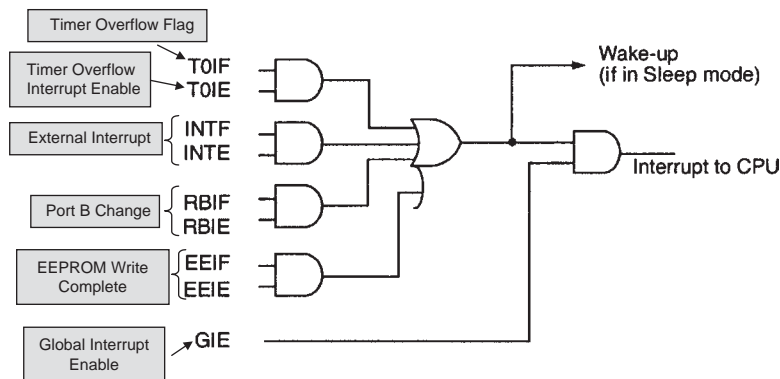 Timer Overflow Flag
T0IF
Timer Overflow
Interrupt Enable
T0IE
External Interrupt
INTF
INTE
Port B Change
RBIF
RBIE
EEPROM Write
Complete
EEIF
EEIE
Global Interrupt
Enable
GIE
Wake-up
(if in Sleep mode)
Interrupt to CPU